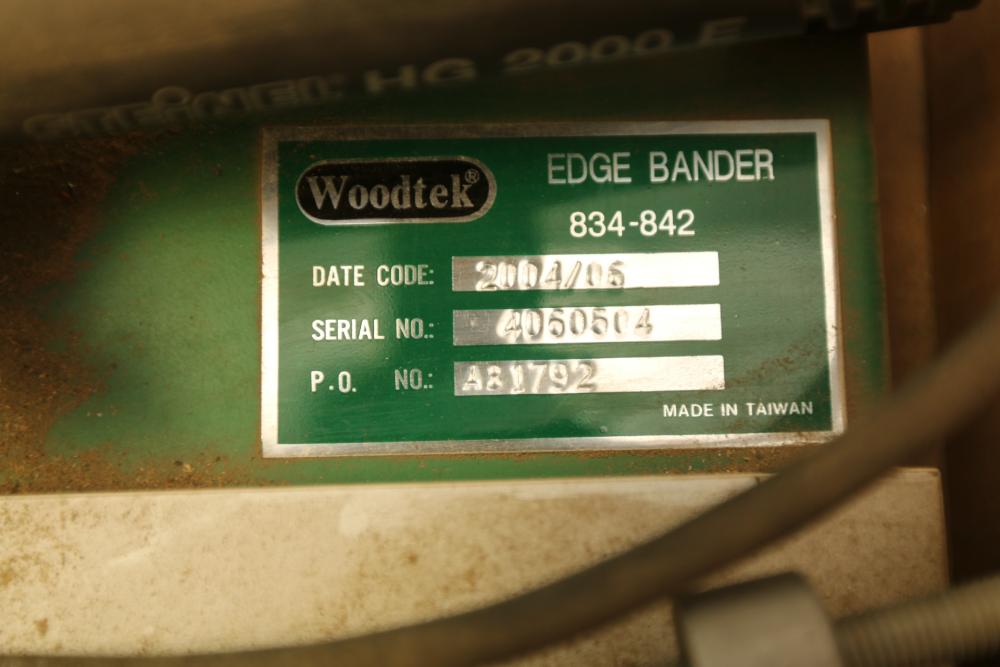 STEINEL HG 2000 E
Woodtek®
EDGE BANDER
834-842
DATE CODE: 2004/06
SERIAL NO.: 4060504
P.O. NO.: A81792
MADE IN TAIWAN